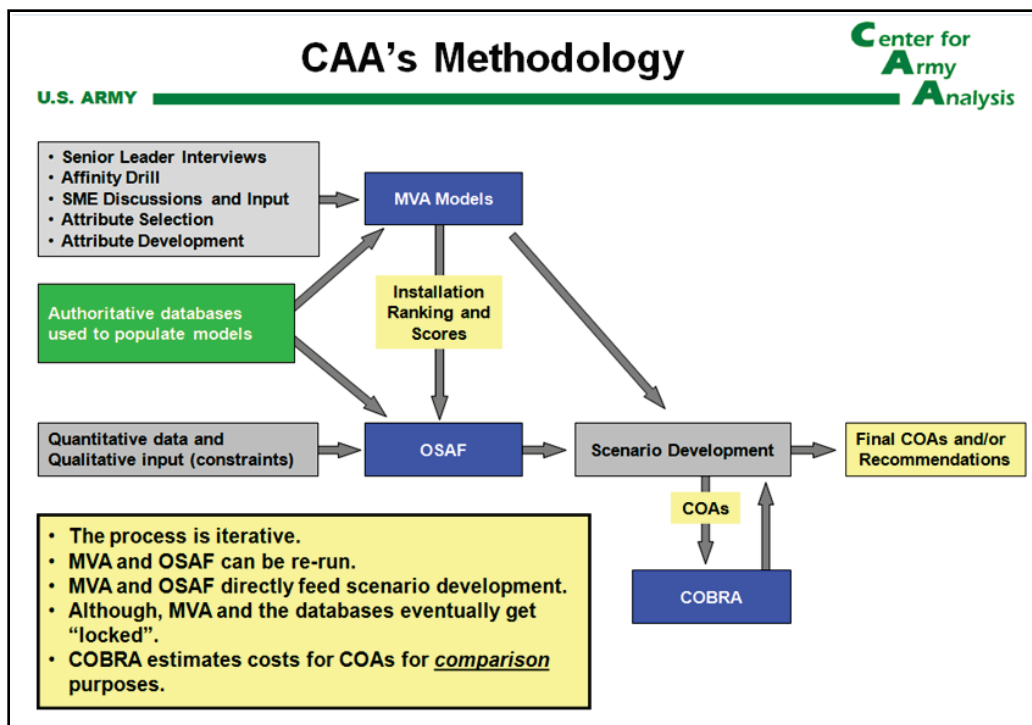 CAA's Methodology
Center for
Army
Analysis
U.S. ARMY
• Senior Leader Interviews
• Affinity Drill
• SME Discussions and Input
• Attribute Selection
• Attribute Development
MVA Models
Authoritative databases
used to populate models
Installation
Ranking and
Scores
Quantitative data and
Qualitative input (constraints)
OSAF
Scenario Development
Final COAs and/or
Recommendations
COAs
COBRA
• The process is iterative.
• MVA and OSAF can be re-run.
• MVA and OSAF directly feed scenario development.
• Although, MVA and the databases eventually get
“locked”.
• COBRA estimates costs for COAs for comparison
purposes.